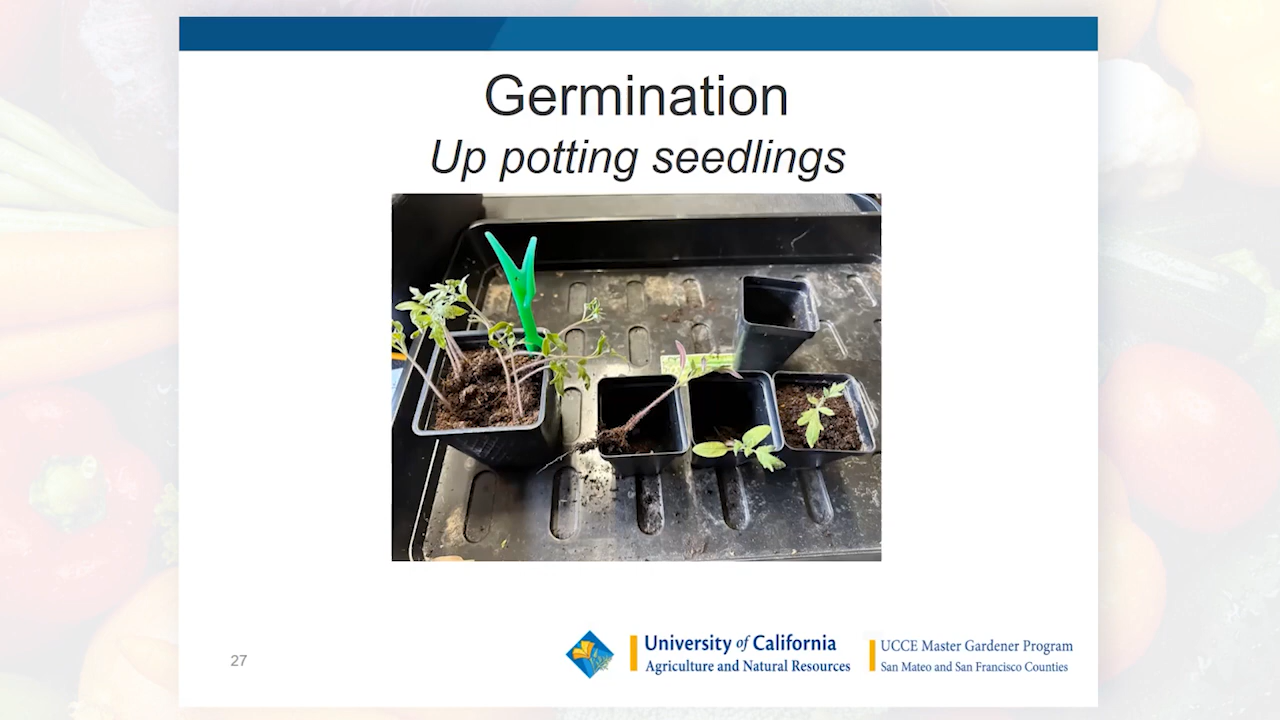 Germination
Up potting seedlings
27
University of California
Agriculture and Natural Resources
UCCE Master Gardener Program
San Mateo and San Francisco Counties